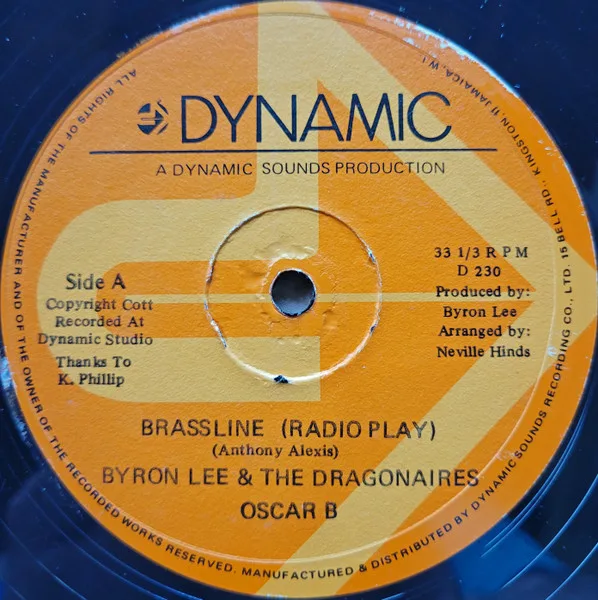 DYNAMIC
A DYNAMIC SOUNDS PRODUCTION
Side A
Copyright Cott
Recorded At
Dynamic Studio
Thanks To
K. Phillip
33 1/3 R P M
D 230
Produced by:
Byron Lee
Arranged by:
Neville Hinds
BRASSLINE (RADIO PLAY)
(Anthony Alexis)
BYRON LEE & THE DRAGONAIRES
OSCAR B
ALL RIGHTS OF THE MANUFACTURER AND OF THE OWNER OF THE RECORDED WORKS RESERVED. MANUFACTURED & DISTRIBUTED BY DYNAMIC SOUNDS RECORDING CO., LTD. 15 BELL RD., KINGSTON 11 JAMAICA, W.I.